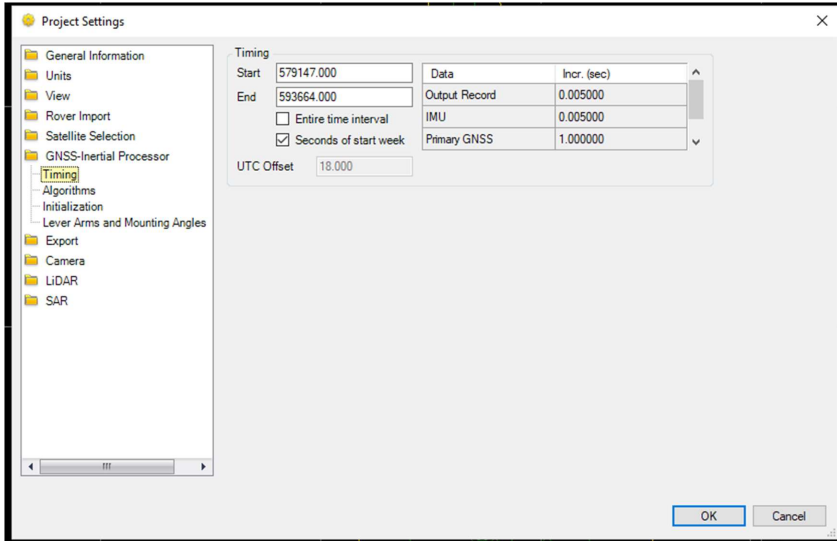 Project Settings
General Information
Units
View
Rover Import
Satellite Selection
GNSS-Inertial Processor
Timing
Algorithms
Initialization
Lever Arms and Mounting Angles
Export
Camera
LiDAR
SAR
Timing
Start 579147.000
End 593664.000
Entire time interval
Seconds of start week
UTC Offset 18.000
Data Incr. (sec)
Output Record 0.005000
IMU 0.005000
Primary GNSS 1.000000
OK Cancel